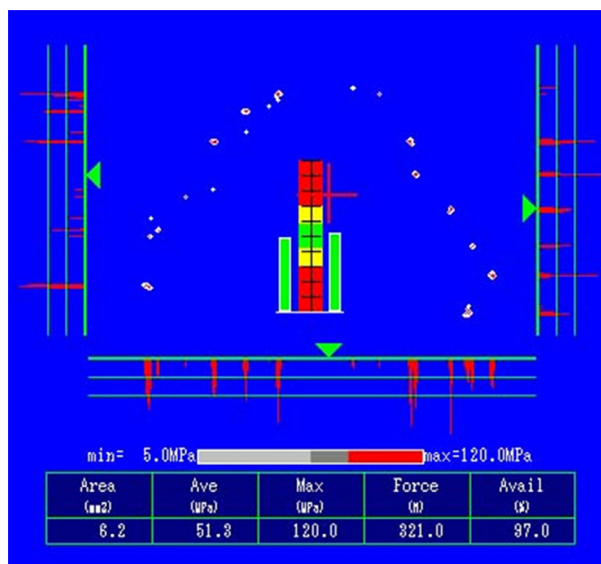 min= 5.0MPa max=120.0MPa
Area Ave Max Force Avail
(mm2) (MPa) (MPa) (N) (%)
6.2 51.3 120.0 321.0 97.0